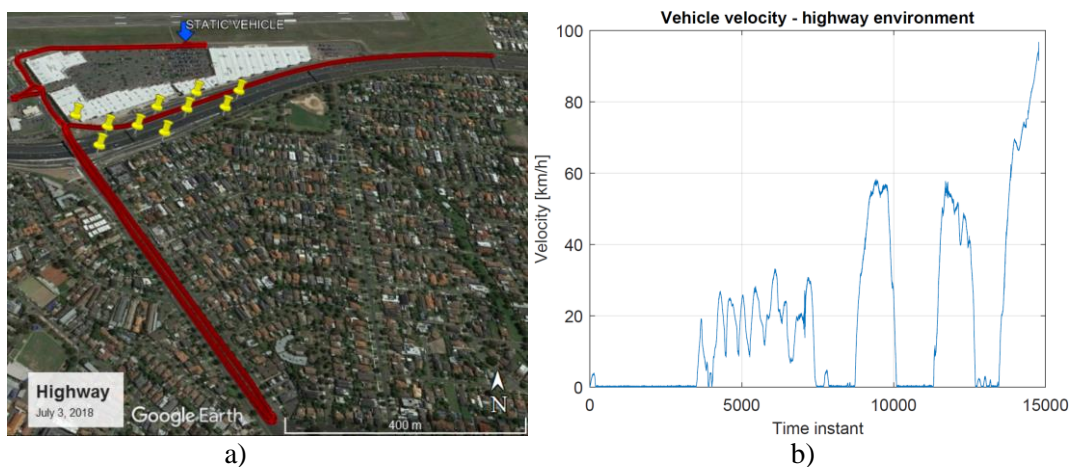 STATIC VEHICLE
Highway
July 3, 2018
Google Earth
N
400 m
a)
Vehicle velocity - highway environment
Velocity [km/h]
100
80
60
40
20
0
0 5000 10000 15000
Time instant
b)